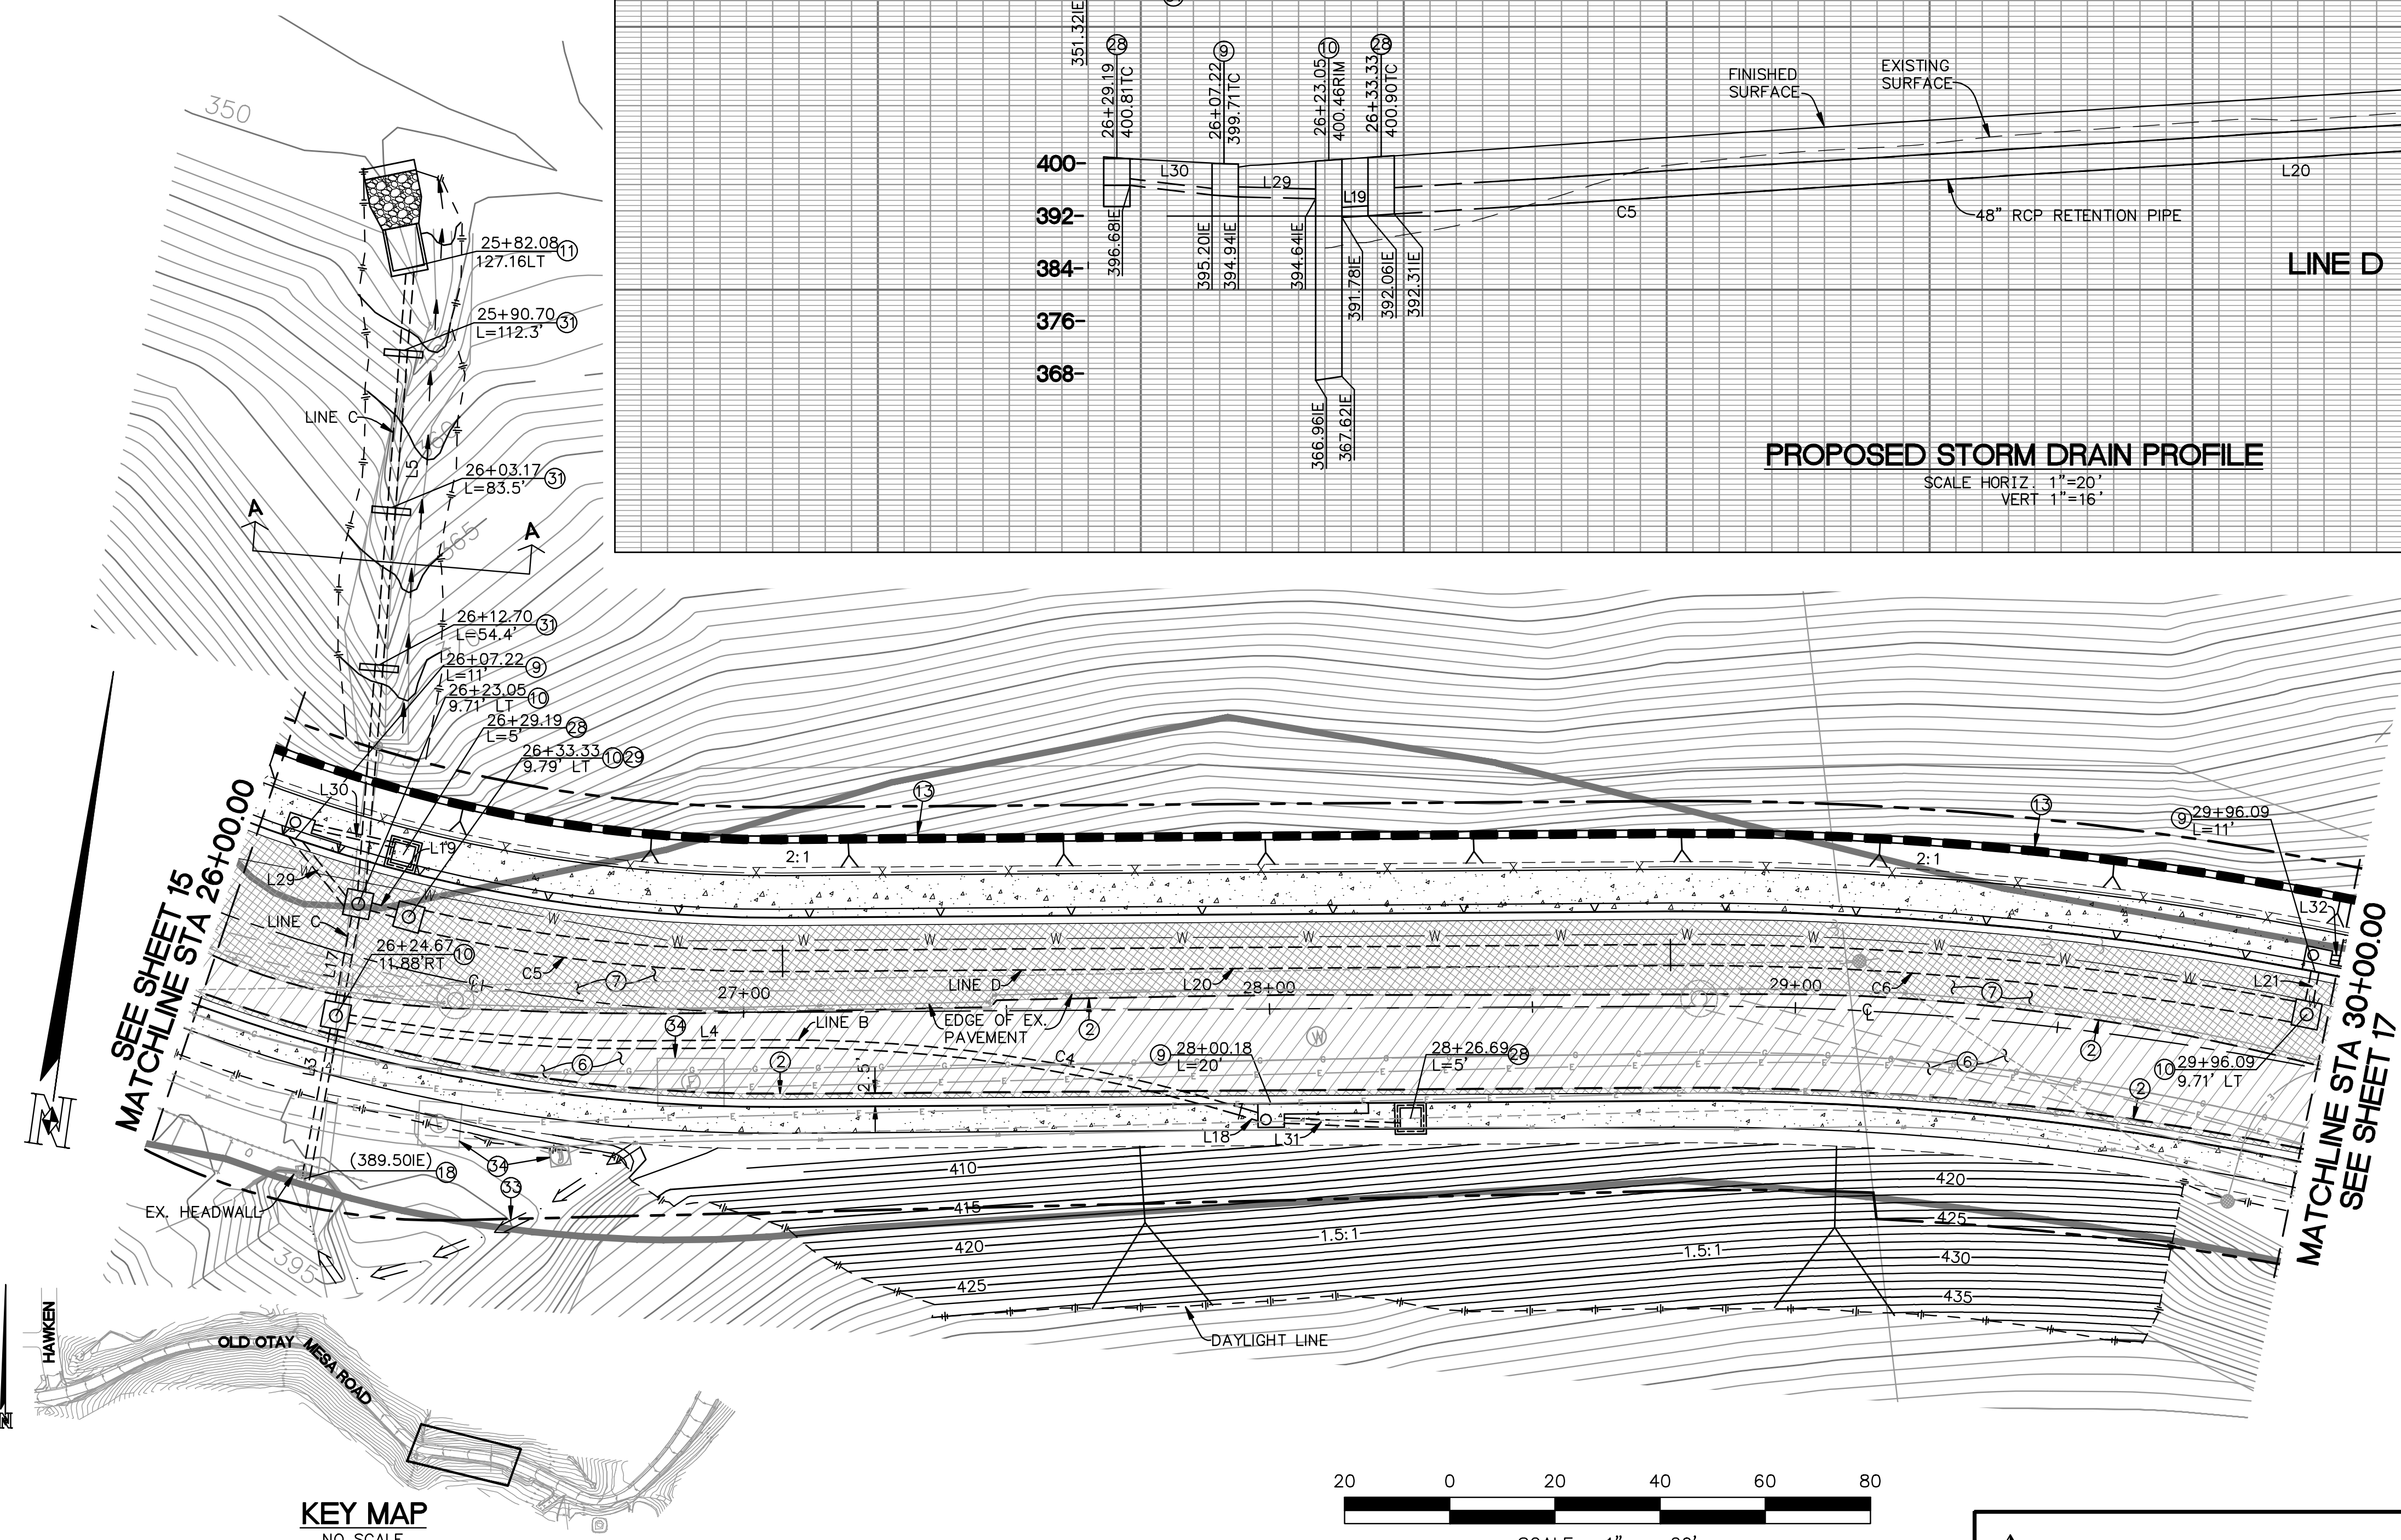 351.32IE
28
26+29.19
400.81TC
9
26+07.22
399.71TC
10
26+23.05
400.46RIM
28
26+33.33
400.90TC
FINISHED
SURFACE
EXISTING
SURFACE
400-
392-
384-
376-
368-
L30
L29
L19
C5
L20
48" RCP RETENTION PIPE
LINE D
396.68IE
395.20IE
394.94IE
394.64IE
391.78IE
392.06IE
392.31IE
366.96IE
367.62IE
PROPOSED STORM DRAIN PROFILE
SCALE HORIZ. 1"=20'
VERT 1"=16'
350
25+82.08 11
127.16LT
25+90.70 31
L=112.3'
LINE C
L5
360
26+03.17 31
L=83.5'
A
A
365
26+12.70 31
L=54.4'
26+07.22 9
L=11'
26+23.05 10
9.71' LT
26+29.19 28
L=5'
26+33.33 10 29
9.79' LT
SEE SHEET 15
MATCHLINE STA 26+00.00
L30
L19
L29
LINE C
L17
26+24.67 10
11.88'RT
L3
13
2:1
13
2:1
9 29+96.09
L=11'
L32
L21
C5
7
LINE D
L20
27+00
28+00
29+00
C6
7
EDGE OF EX.
PAVEMENT
2
LINE B
L4
34
C4
6
2
2.5'
9 28+00.18
L=20'
28+26.69 28
L=5'
L18
L31
W
6
2
2
10 29+96.09
9.71' LT
MATCHLINE STA 30+00.00
SEE SHEET 17
(389.50IE) 18
34
33
EX. HEADWALL
395
410
415
420
425
1.5:1
1.5:1
420
425
430
435
DAYLIGHT LINE
N
HAWKEN
OLD OTAY MESA ROAD
N
KEY MAP
NO SCALE
20 0 20 40 60 80